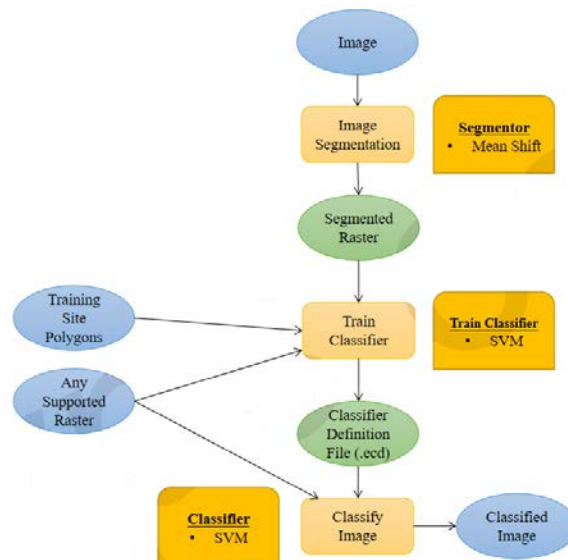 Image
Image
Segmentation
Segmentor
• Mean Shift
Segmented
Raster
Training
Site
Polygons
Train
Classifier
Train Classifier
• SVM
Any
Supported
Raster
Classifier
Definition
File (.ecd)
Classifier
• SVM
Classify
Image
Classified
Image